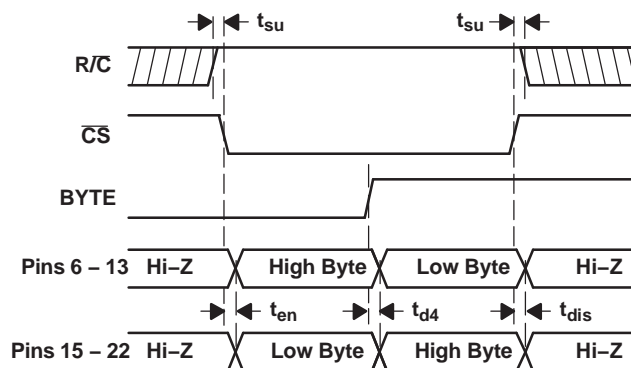 tsu tsu
R/C̅
C̅S̅
BYTE
Pins 6 – 13 Hi–Z High Byte Low Byte Hi–Z
ten td4 tdis
Pins 15 – 22 Hi–Z Low Byte High Byte Hi–Z